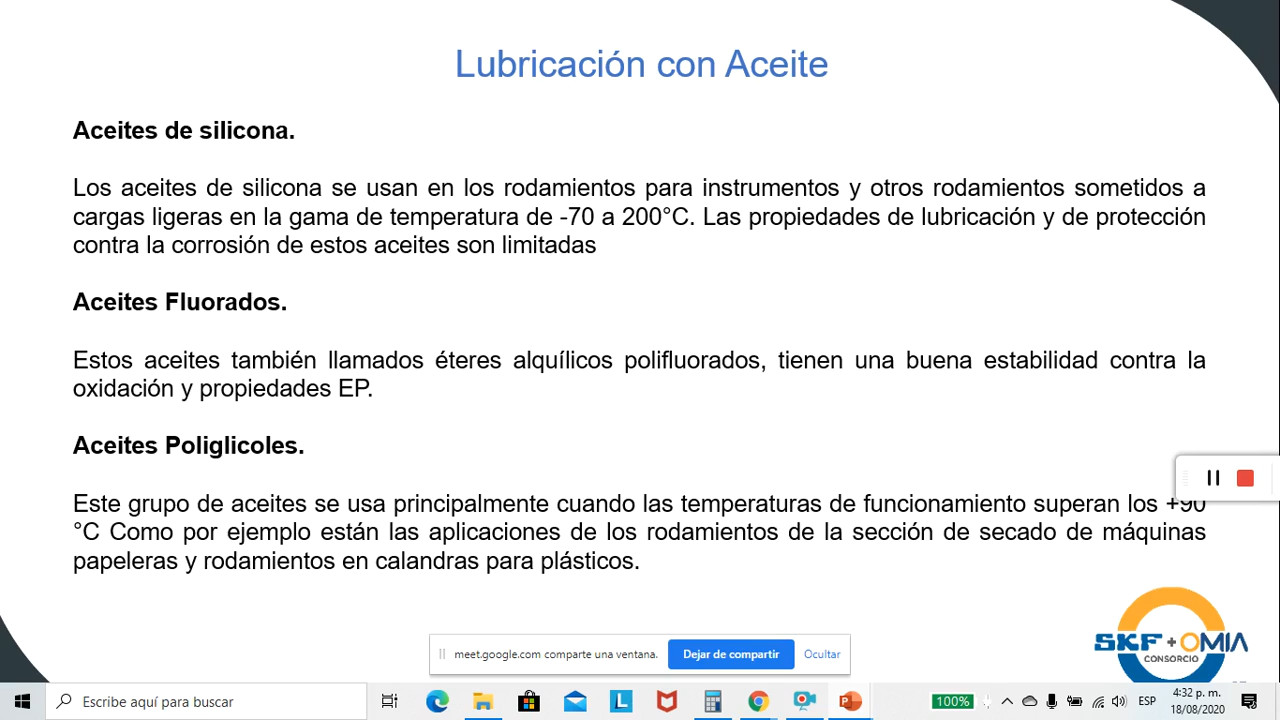 Lubricación con Aceite
Aceites de silicona.
Los aceites de silicona se usan en los rodamientos para instrumentos y otros rodamientos sometidos a
cargas ligeras en la gama de temperatura de -70 a 200°C. Las propiedades de lubricación y de protección
contra la corrosión de estos aceites son limitadas
Aceites Fluorados.
Estos aceites también llamados éteres alquílicos polifluorados, tienen una buena estabilidad contra la
oxidación y propiedades EP.
Aceites Poliglicoles.
Este grupo de aceites se usa principalmente cuando las temperaturas de funcionamiento superan los +90
°C Como por ejemplo están las aplicaciones de los rodamientos de la sección de secado de máquinas
papeleras y rodamientos en calandras para plásticos.
SKF + OMIA
CONSORCIO
meet.google.com comparte una ventana.
Dejar de compartir
Ocultar
Escribe aquí para buscar
100%
ESP
4:32 p. m.
18/08/2020